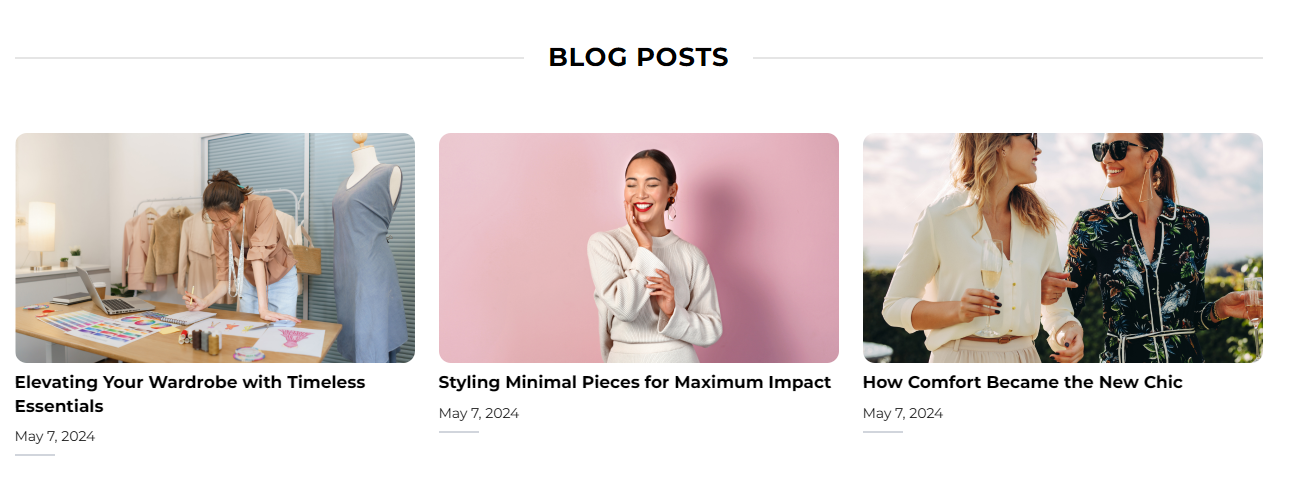 BLOG POSTS
Elevating Your Wardrobe with Timeless
Essentials
May 7, 2024
Styling Minimal Pieces for Maximum Impact
May 7, 2024
How Comfort Became the New Chic
May 7, 2024